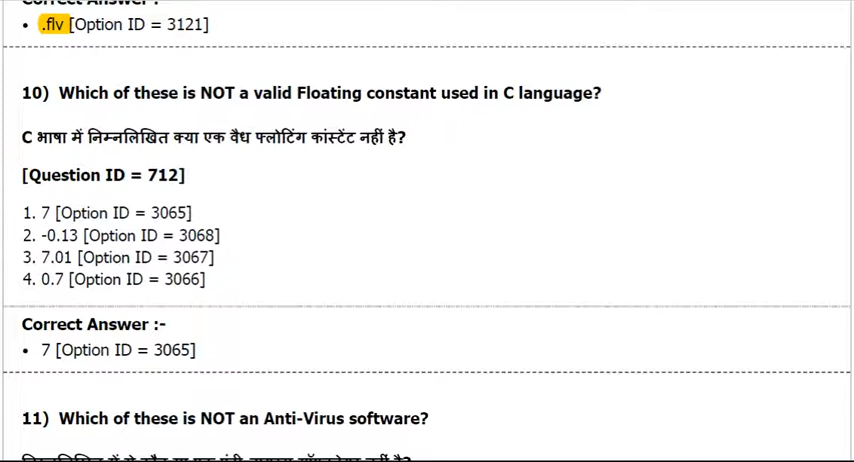 Correct Answer :-
• .flv [Option ID = 3121]
10) Which of these is NOT a valid Floating constant used in C language?
C भाषा में निम्नलिखित क्या एक वैध फ्लोटिंग कांस्टेंट नहीं है?
[Question ID = 712]
1. 7 [Option ID = 3065]
2. -0.13 [Option ID = 3068]
3. 7.01 [Option ID = 3067]
4. 0.7 [Option ID = 3066]
Correct Answer :-
• 7 [Option ID = 3065]
11) Which of these is NOT an Anti-Virus software?